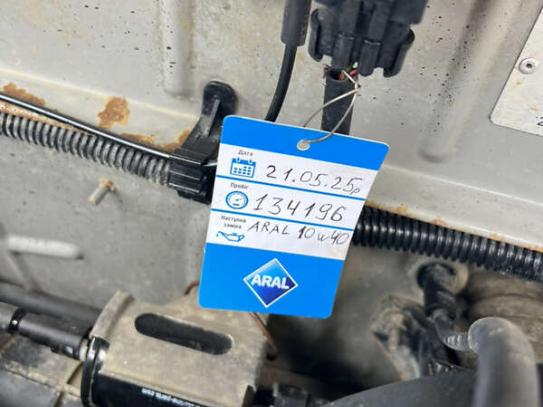 Дата
21.05.25р
Пробіг
134196
Наступна
заміна
ARAL 10w40
ARAL